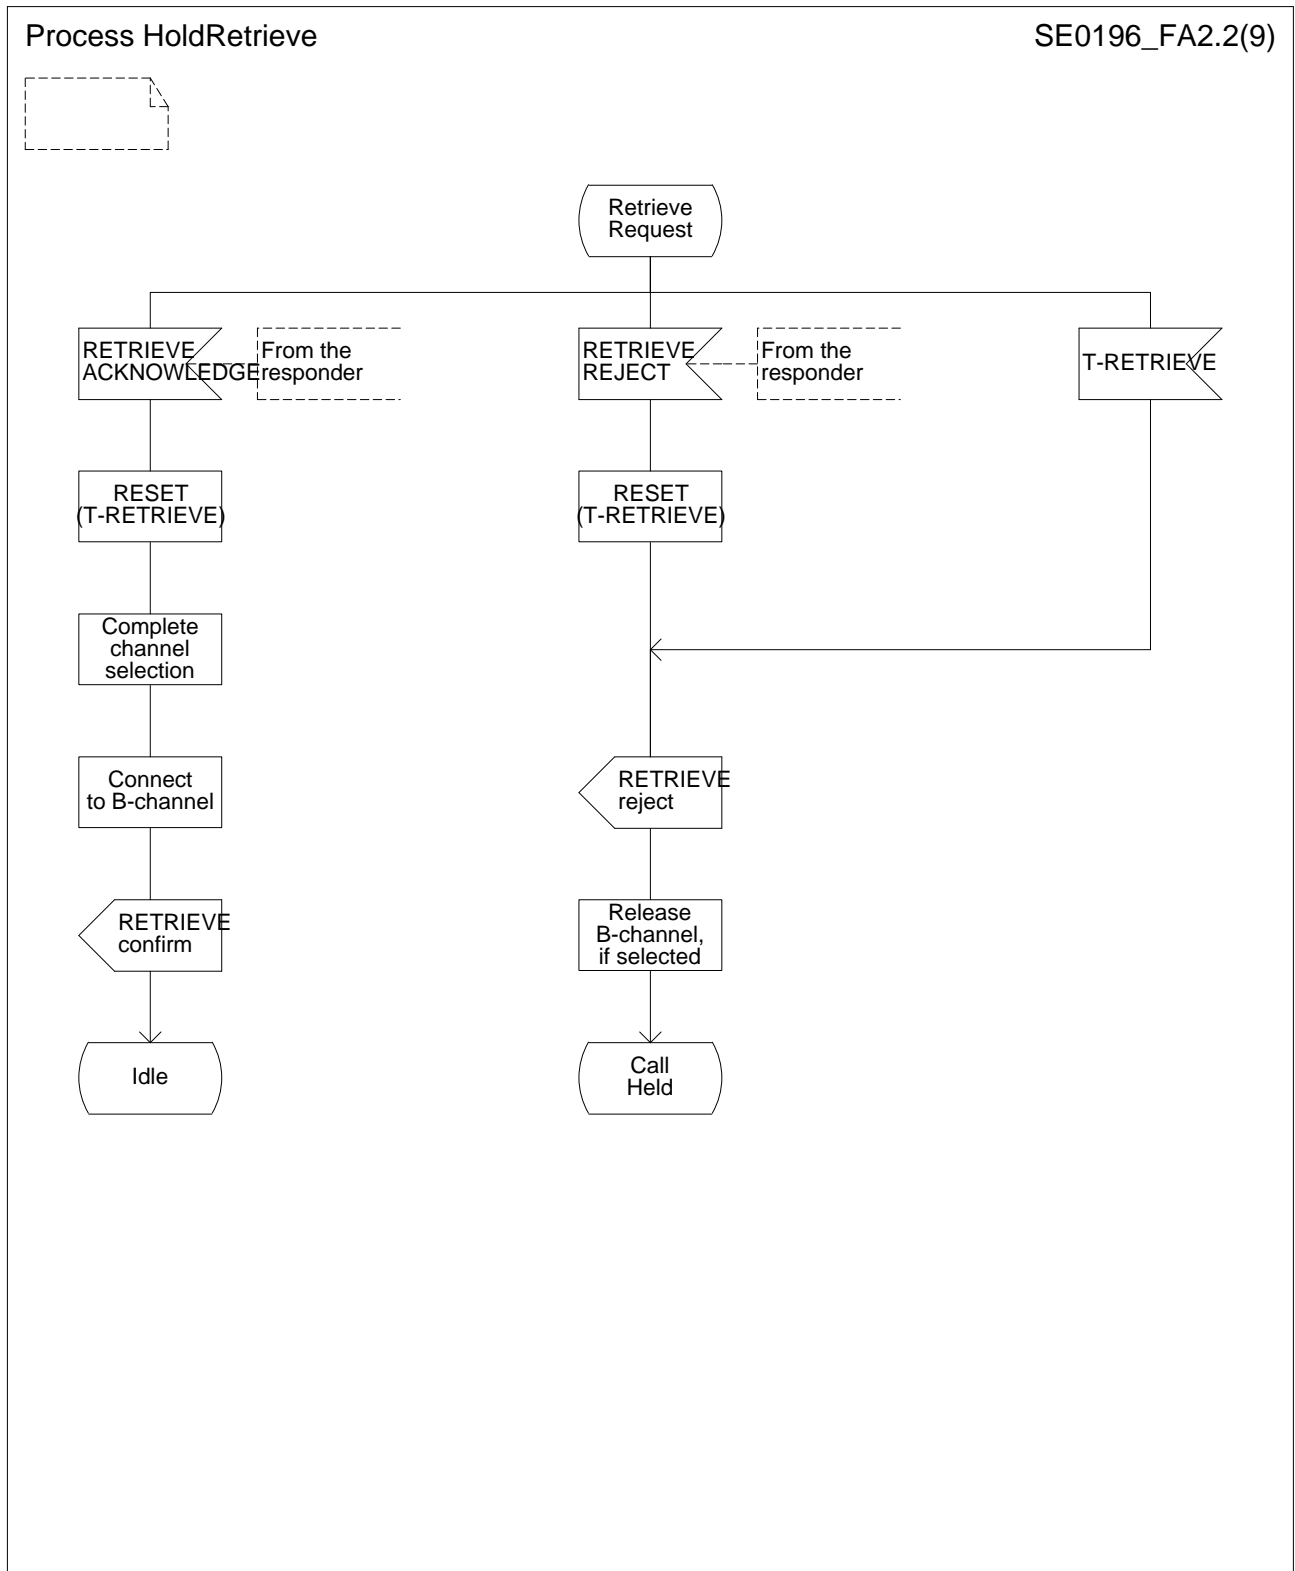 Process HoldRetrieve
SE0196_FA2.2(9)
Retrieve
Request
RETRIEVE
ACKNOWLEDGE
From the
responder
RETRIEVE
REJECT
From the
responder
T-RETRIEVE
RESET
(T-RETRIEVE)
RESET
(T-RETRIEVE)
Complete
channel
selection
Connect
to B-channel
RETRIEVE
reject
RETRIEVE
confirm
Release
B-channel,
if selected
Idle
Call
Held